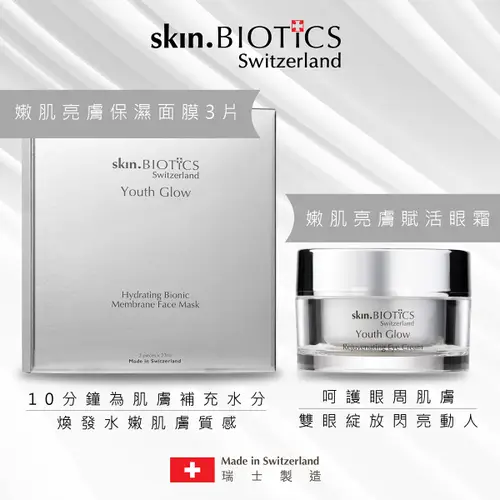 skin.BIOTICS
Switzerland
嫩肌亮膚保濕面膜3片
skin.BIOTICS
Switzerland
Youth Glow
Hydrating Bionic
Membrane Face Mask
Made in Switzerland
嫩肌亮膚賦活眼霜
skin.BIOTICS
Switzerland
Youth Glow
Rejuvenating Eye Cream
10分鐘為肌膚補充水分
煥發水嫩肌膚質感
呵護眼周肌膚
雙眼綻放閃亮動人
Made in Switzerland
瑞士製造